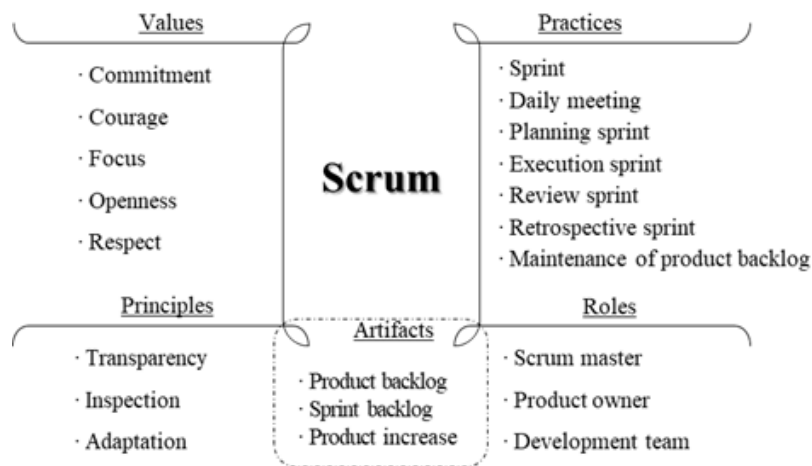 Values
· Commitment
· Courage
· Focus
· Openness
· Respect
Scrum
Practices
· Sprint
· Daily meeting
· Planning sprint
· Execution sprint
· Review sprint
· Retrospective sprint
· Maintenance of product backlog
Principles
· Transparency
· Inspection
· Adaptation
Artifacts
· Product backlog
· Sprint backlog
· Product increase
Roles
· Scrum master
· Product owner
· Development team